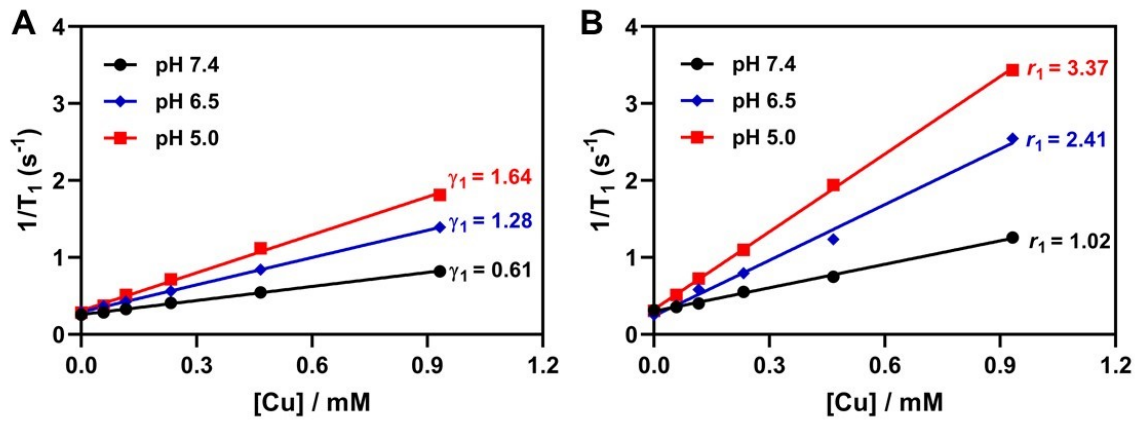 A
4
3
2
1
0
1/T₁ (s⁻¹)
pH 7.4
pH 6.5
pH 5.0
γ₁ = 1.64
γ₁ = 1.28
γ₁ = 0.61
0.0 0.3 0.6 0.9 1.2
[Cu] / mM
B
4
3
2
1
0
1/T₁ (s⁻¹)
pH 7.4
pH 6.5
pH 5.0
r₁ = 3.37
r₁ = 2.41
r₁ = 1.02
0.0 0.3 0.6 0.9 1.2
[Cu] / mM